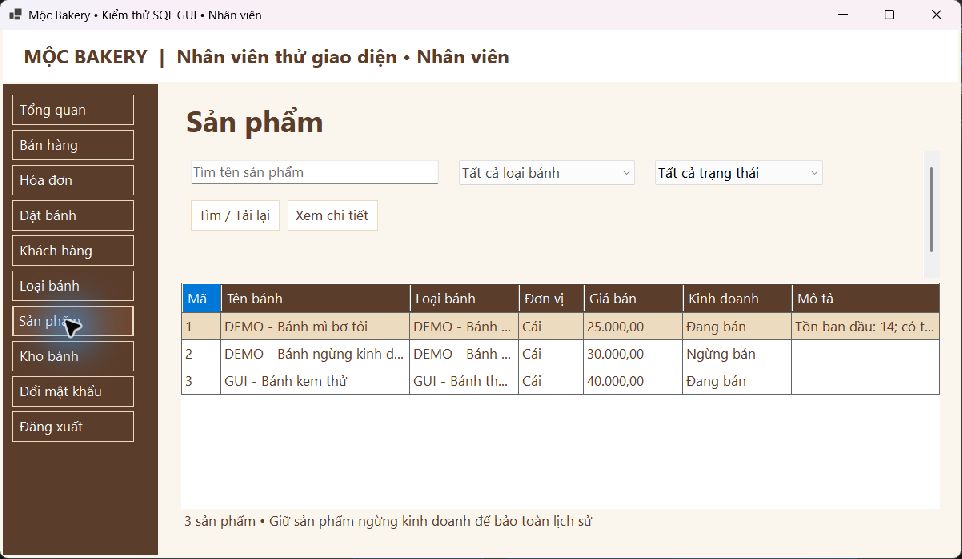 Mộc Bakery • Kiểm thử SQL GUI • Nhân viên
MỘC BAKERY | Nhân viên thử giao diện • Nhân viên
Tổng quan
Bán hàng
Hóa đơn
Đặt bánh
Khách hàng
Loại bánh
Sản phẩm
Kho bánh
Đổi mật khẩu
Đăng xuất
Sản phẩm
Tìm tên sản phẩm
Tất cả loại bánh
Tất cả trạng thái
Tìm / Tải lại
Xem chi tiết
Mã Tên bánh Loại bánh Đơn vị Giá bán Kinh doanh Mô tả
1 DEMO - Bánh mì bơ tỏi DEMO - Bánh ... Cái 25.000,00 Đang bán Tồn ban đầu: 14; có t...
2 DEMO - Bánh ngừng kinh d... DEMO - Bánh ... Cái 30.000,00 Ngừng bán
3 GUI - Bánh kem thử GUI - Bánh th... Cái 40.000,00 Đang bán
3 sản phẩm • Giữ sản phẩm ngừng kinh doanh để bảo toàn lịch sử